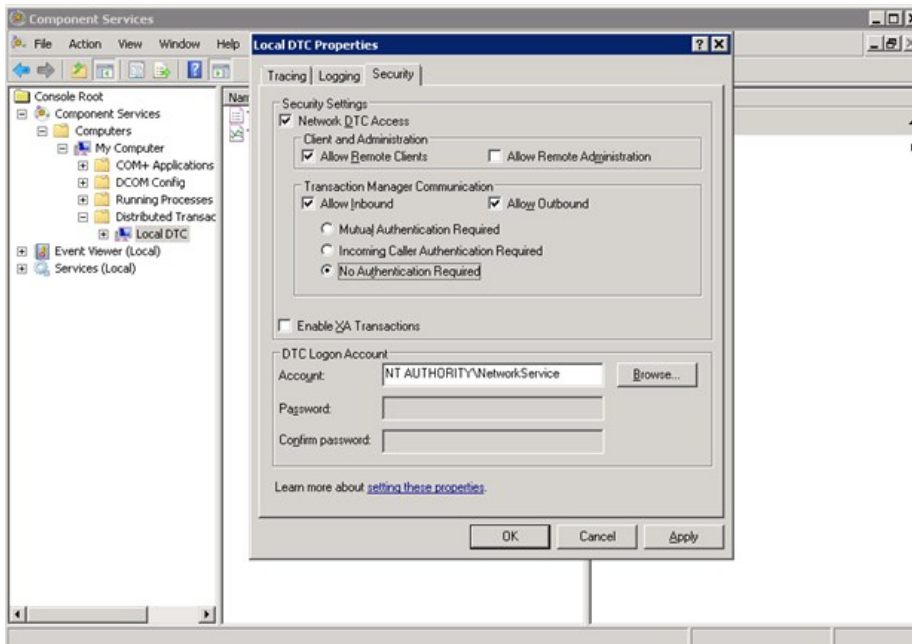 Component Services
File Action View Window Help
Console Root
Component Services
Computers
My Computer
COM+ Applications
DCOM Config
Running Processes
Distributed Transac
Local DTC
Event Viewer (Local)
Services (Local)
Local DTC Properties
Tracing Logging Security
Security Settings
Network DTC Access
Client and Administration
Allow Remote Clients Allow Remote Administration
Transaction Manager Communication
Allow Inbound Allow Outbound
Mutual Authentication Required
Incoming Caller Authentication Required
No Authentication Required
Enable XA Transactions
DTC Logon Account
Account: NT AUTHORITY\NetworkService Browse...
Password:
Confirm password:
Learn more about setting these properties.
OK Cancel Apply